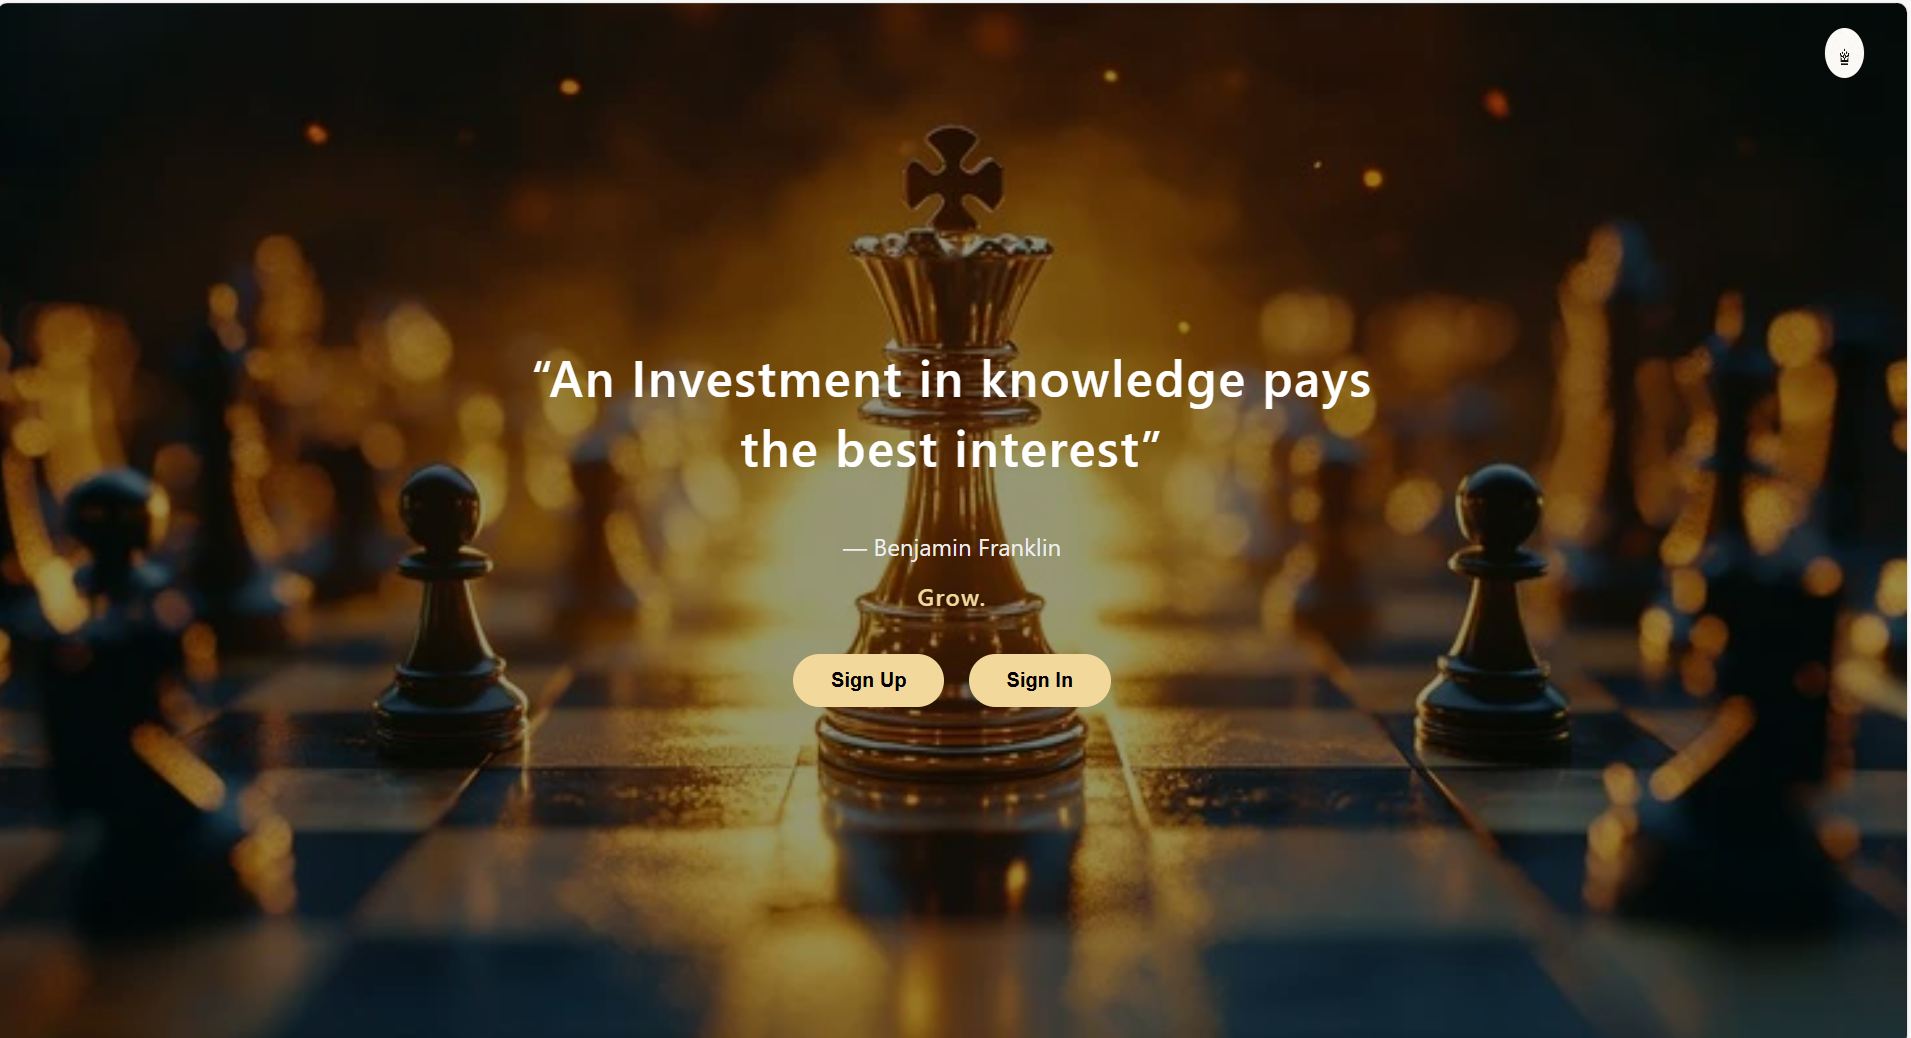 “An Investment in knowledge pays
the best interest”
— Benjamin Franklin
Grow.
Sign Up
Sign In